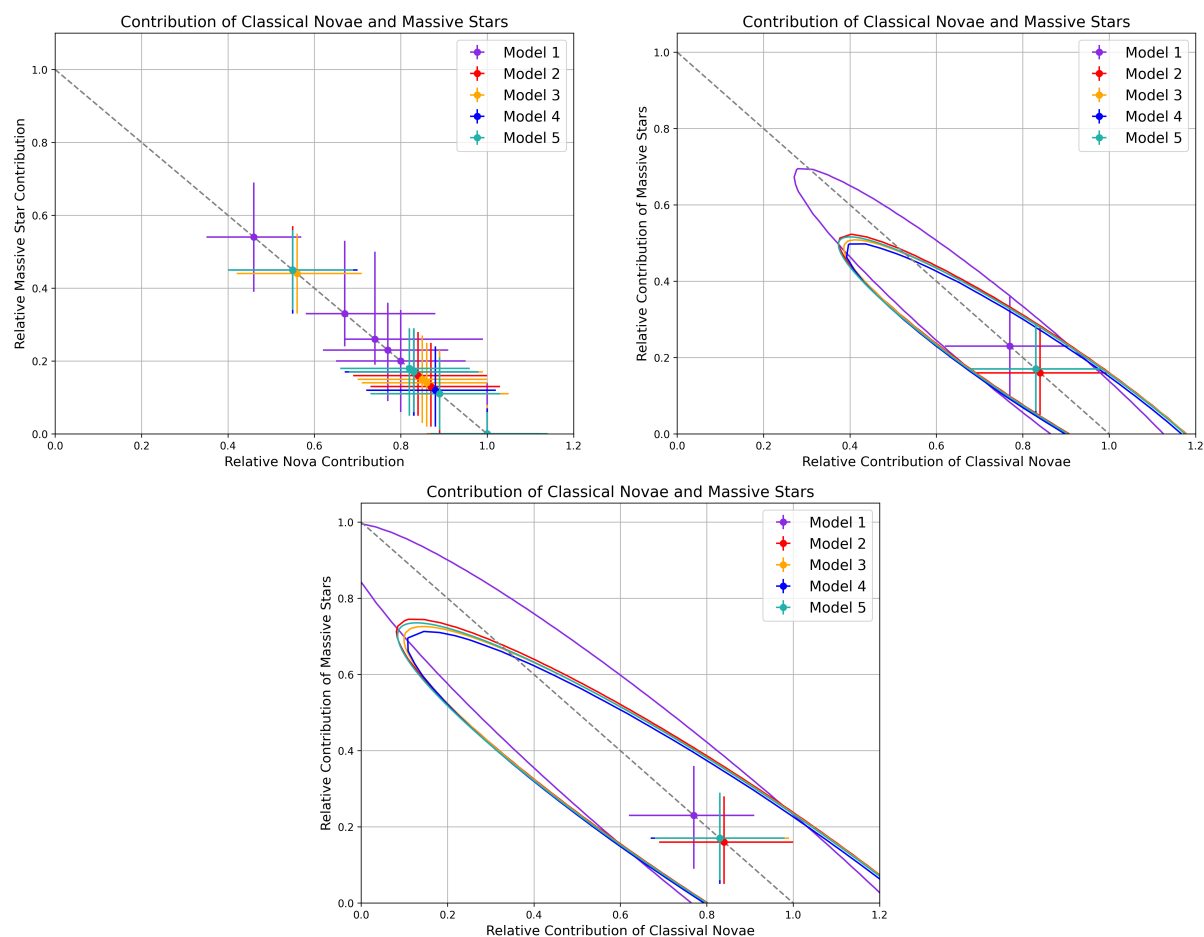 Contribution of Classical Novae and Massive Stars
Relative Massive Star Contribution
1.0
0.8
0.6
0.4
0.2
0.0
0.0 0.2 0.4 0.6 0.8 1.0 1.2
Relative Nova Contribution
Model 1
Model 2
Model 3
Model 4
Model 5
Contribution of Classical Novae and Massive Stars
Relative Contribution of Massive Stars
1.0
0.8
0.6
0.4
0.2
0.0
0.0 0.2 0.4 0.6 0.8 1.0 1.2
Relative Contribution of Classival Novae
Model 1
Model 2
Model 3
Model 4
Model 5
Contribution of Classical Novae and Massive Stars
Relative Contribution of Massive Stars
1.0
0.8
0.6
0.4
0.2
0.0
0.0 0.2 0.4 0.6 0.8 1.0 1.2
Relative Contribution of Classival Novae
Model 1
Model 2
Model 3
Model 4
Model 5